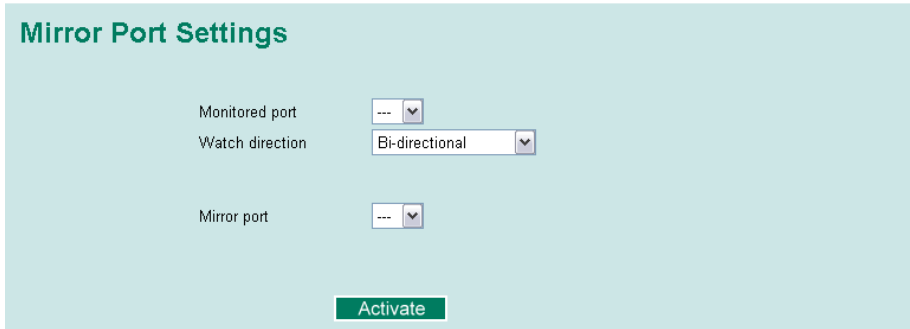 Mirror Port Settings
Monitored port ---
Watch direction Bi-directional
Mirror port ---
Activate